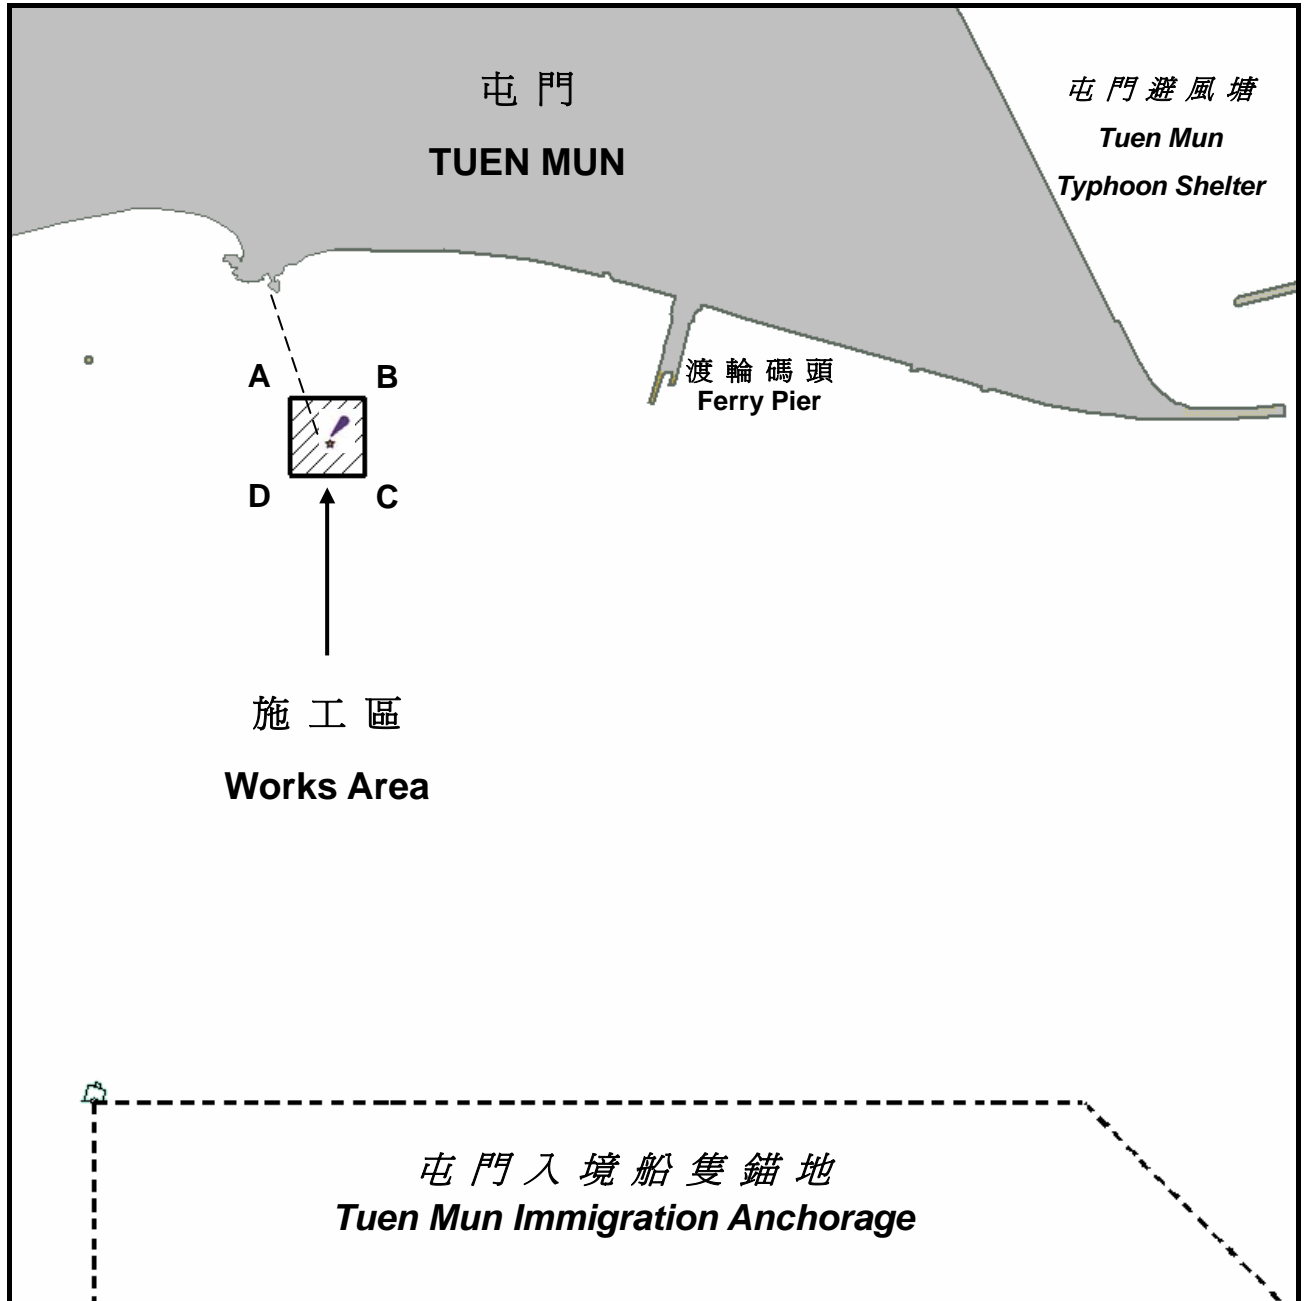 屯門
TUEN MUN
屯門避風塘
Tuen Mun
Typhoon Shelter
渡輪碼頭
Ferry Pier
A
B
D
C
施工區
Works Area
屯門入境船隻錨地
Tuen Mun Immigration Anchorage